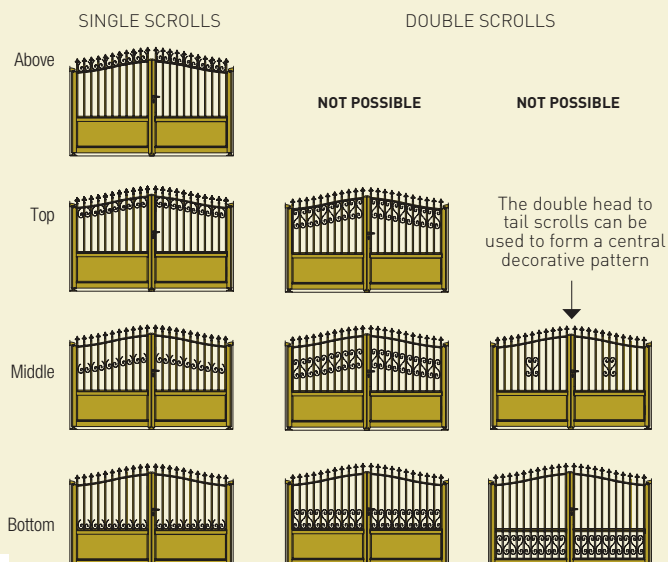 SINGLE SCROLLS
DOUBLE SCROLLS
Above
NOT POSSIBLE
NOT POSSIBLE
Top
The double head to
tail scrolls can be
used to form a central
decorative pattern
Middle
Bottom